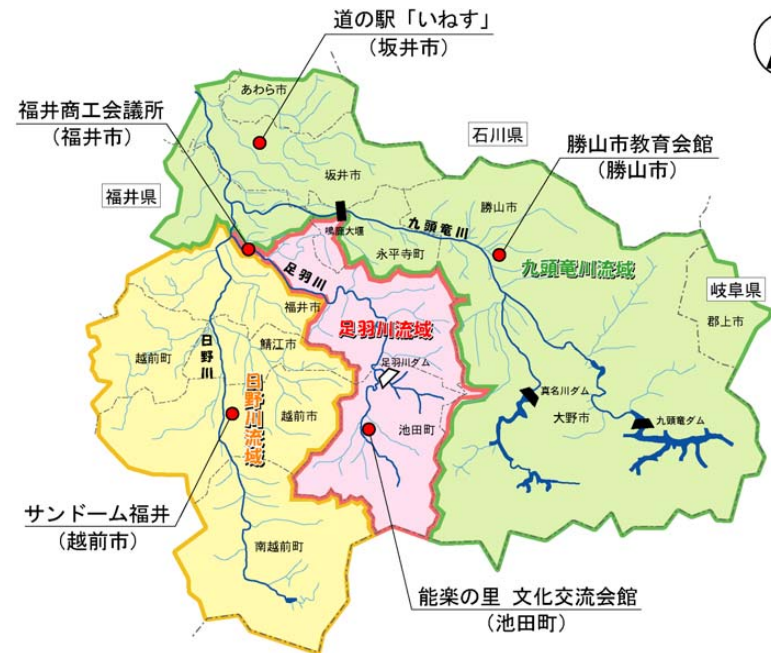 道の駅「いねす」
（坂井市）
あわら市
福井商工会議所
（福井市）
石川県
勝山市教育会館
（勝山市）
坂井市
福井県
勝山市
九頭竜川
鳴鹿大堰
永平寺町
足羽川
九頭竜川流域
岐阜県
福井市
郡上市
足羽川流域
越前町
日野川
鯖江市
足羽川ダム
日野川流域
真名川ダム
越前市
大野市
池田町
九頭竜ダム
サンドーム福井
（越前市）
南越前町
能楽の里 文化交流会館
（池田町）